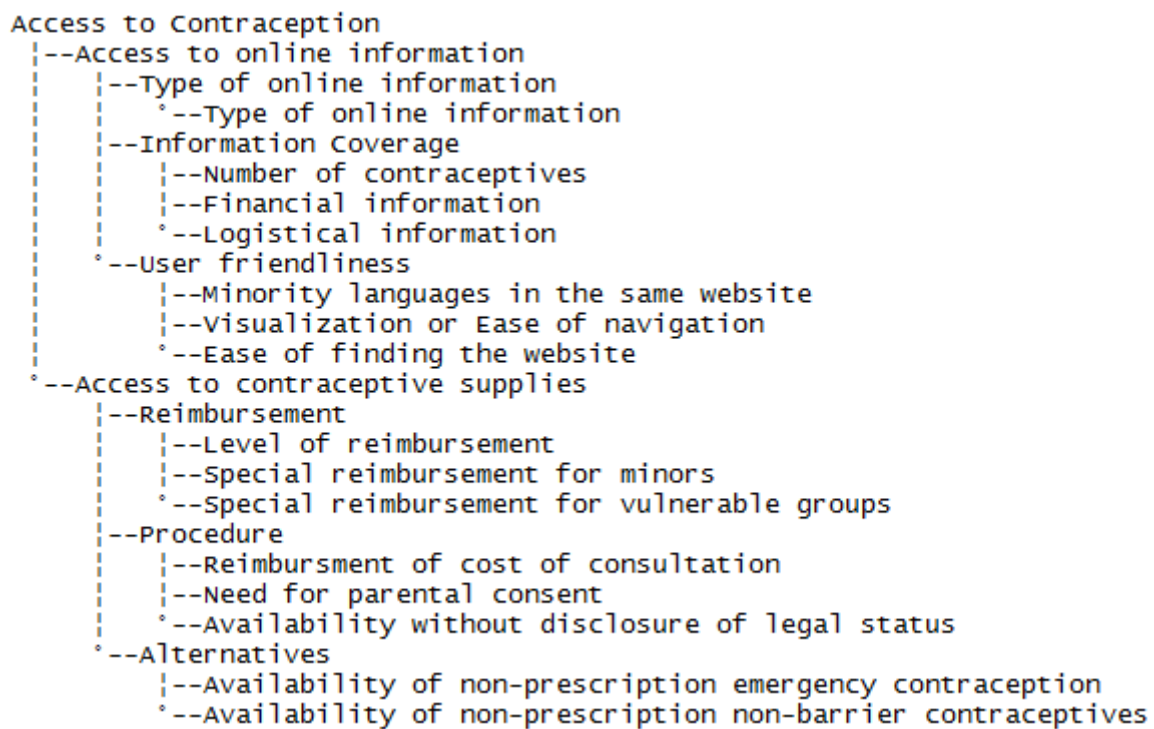 Access to Contraception
¦--Access to online information
¦   ¦--Type of online information
¦   ¦   °--Type of online information
¦   ¦--Information Coverage
¦   ¦   ¦--Number of contraceptives
¦   ¦   ¦--Financial information
¦   ¦   °--Logistical information
¦   °--User friendliness
¦       ¦--Minority languages in the same website
¦       ¦--Visualization or Ease of navigation
¦       °--Ease of finding the website
°--Access to contraceptive supplies
    ¦--Reimbursement
    ¦   ¦--Level of reimbursement
    ¦   ¦--Special reimbursement for minors
    ¦   °--Special reimbursement for vulnerable groups
    ¦--Procedure
    ¦   ¦--Reimbursment of cost of consultation
    ¦   ¦--Need for parental consent
    ¦   °--Availability without disclosure of legal status
    °--Alternatives
        ¦--Availability of non-prescription emergency contraception
        °--Availability of non-prescription non-barrier contraceptives